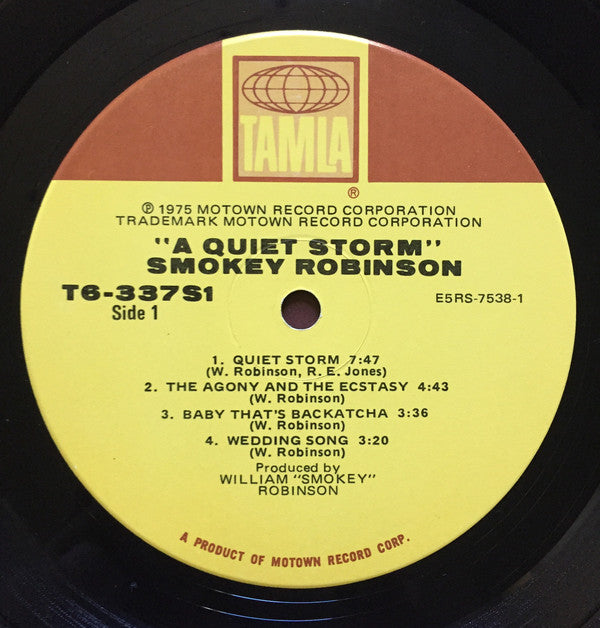 TAMLA
®
℗ 1975 MOTOWN RECORD CORPORATION
TRADEMARK MOTOWN RECORD CORPORATION
"A QUIET STORM"
SMOKEY ROBINSON
T6-337S1
Side 1
E5RS-7538-1
1. QUIET STORM 7:47
(W. Robinson, R. E. Jones)
2. THE AGONY AND THE ECSTASY 4:43
(W. Robinson)
3. BABY THAT'S BACKATCHA 3:36
(W. Robinson)
4. WEDDING SONG 3:20
(W. Robinson)
Produced by
WILLIAM "SMOKEY"
ROBINSON
A PRODUCT OF MOTOWN RECORD CORP.